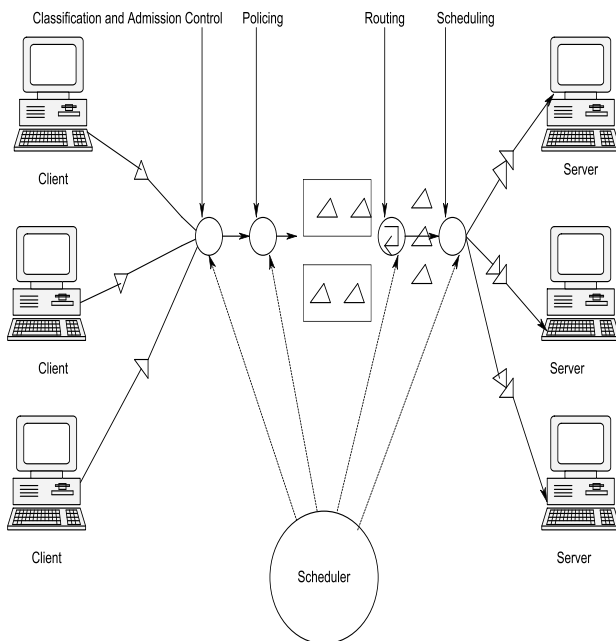 Classification and Admission Control
Policing
Routing
Scheduling
Client
Server
Client
Server
Client
Server
Scheduler